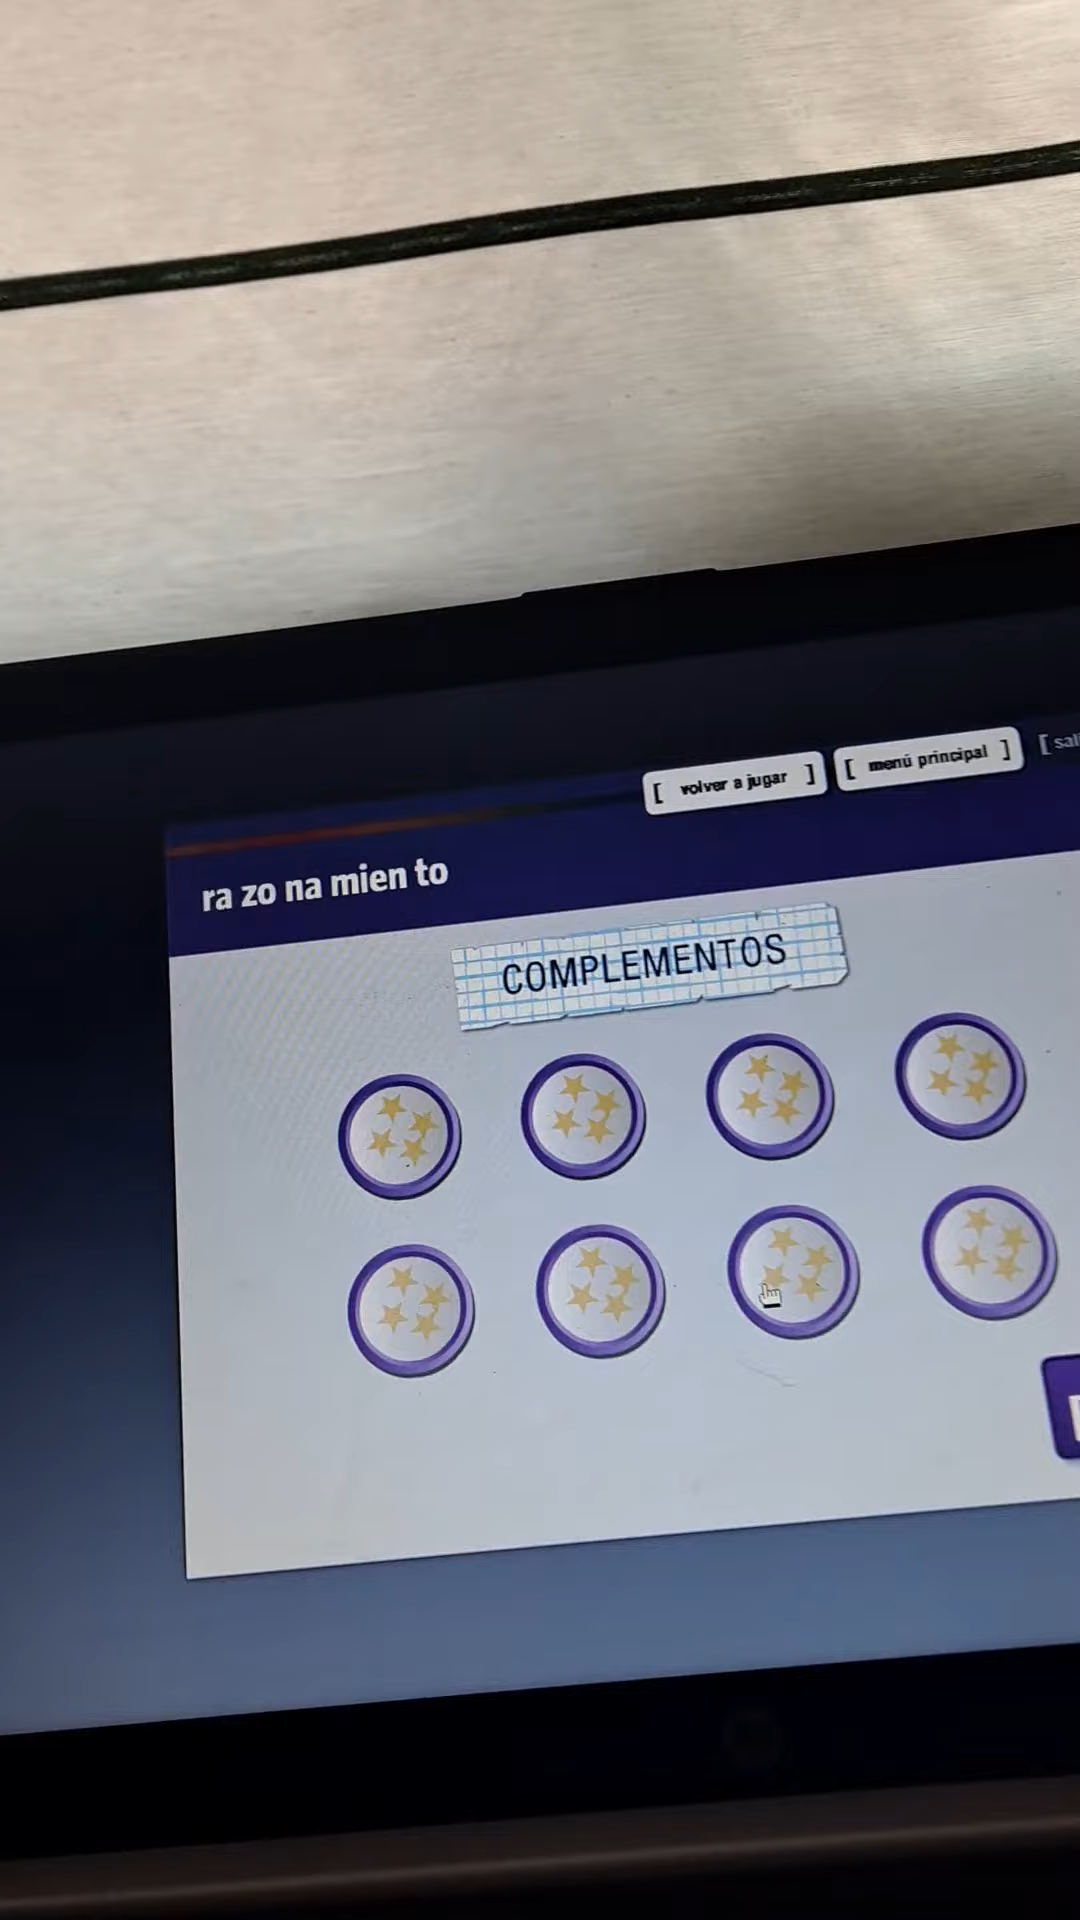 [ volver a jugar ] [ menú principal ]
ra zo na mien to
COMPLEMENTOS